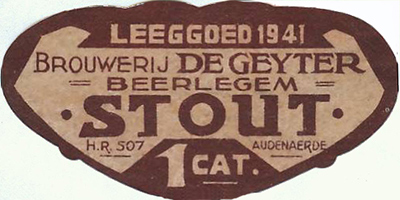 LEEGGOED 1941
BROUWERIJ DE GEYTER
= BEERLEGEM =
· STOUT ·
H.R. 507 AUDENAERDE
1 CAT.